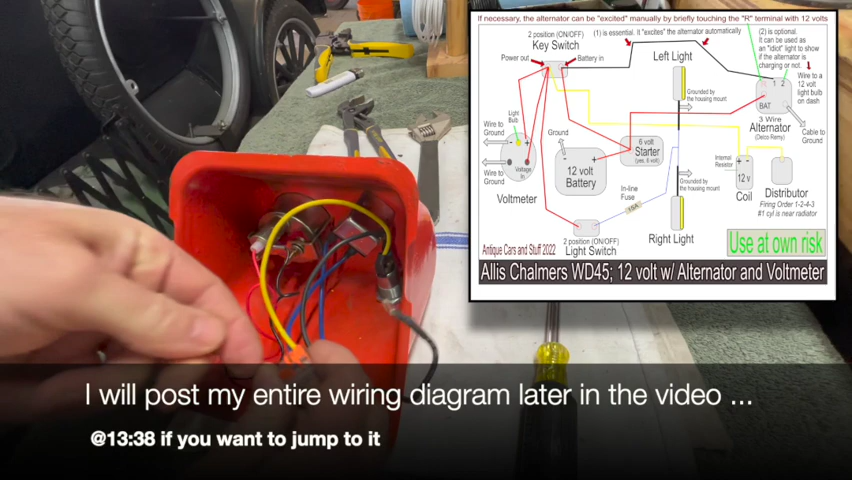 If necessary, the alternator can be "excited" manually by briefly touching the "R" terminal with 12 volts
2 position (ON/OFF)
Key Switch
(1) is essential. It "excites" the alternator automatically
(2) is optional.
It can be used as
an "idiot" light to show
if the alternator is
charging or not.
Power out
Battery in
Left Light
Wire to a
12 volt
light bulb
on dash
1 2
BAT
3 Wire
Alternator
(Delco Remy)
Cable to
Ground
Grounded by
the housing mount
Light
Bulb
Wire to
Ground
- +
Voltage
In
Wire to
Ground
Voltmeter
Ground
- +
12 volt
Battery
6 volt
Starter
(yes, 6 volt)
Internal
Resistor
+ -
12 v
Coil
Distributor
Firing Order 1-2-4-3
#1 cyl is near radiator
In-line
Fuse
15A
Grounded by
the housing mount
Right Light
2 position (ON/OFF)
Light Switch
Antique Cars and Stuff 2022
Use at own risk
Allis Chalmers WD45; 12 volt w/ Alternator and Voltmeter
I will post my entire wiring diagram later in the video ...
@13:38 if you want to jump to it